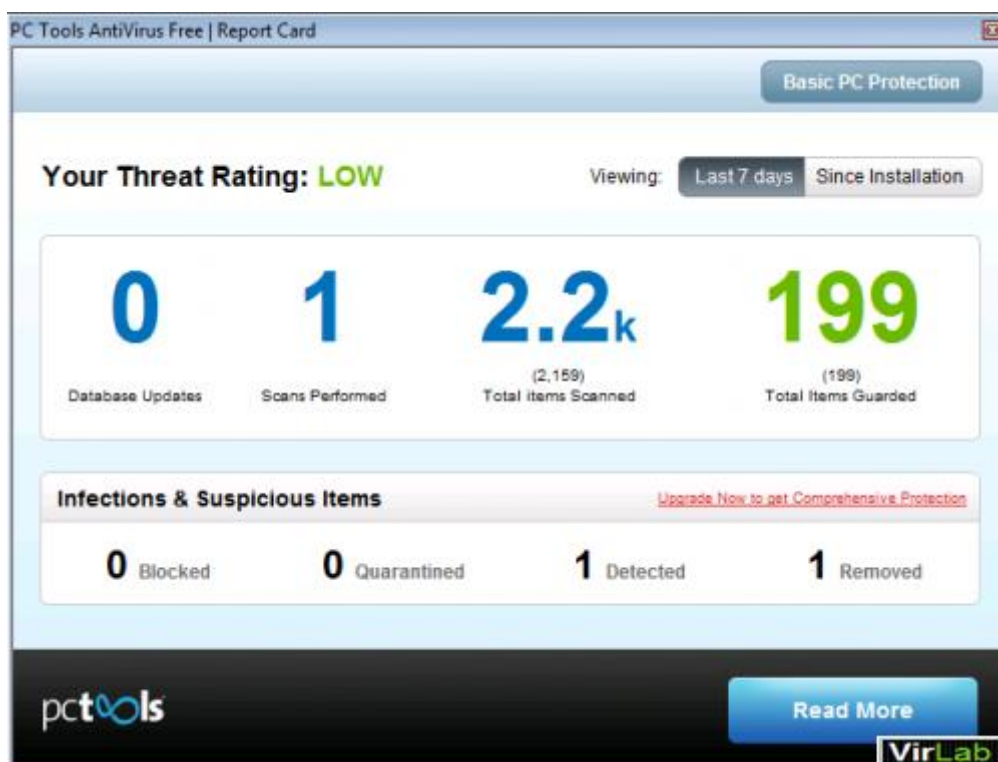 PC Tools AntiVirus Free | Report Card
Basic PC Protection
Your Threat Rating: LOW
Viewing: Last 7 days Since Installation
0 1 2.2k 199
(2,159) (199)
Database Updates Scans Performed Total items Scanned Total Items Guarded
Infections & Suspicious Items Upgrade Now to get Comprehensive Protection
0 Blocked 0 Quarantined 1 Detected 1 Removed
pctools Read More
VirLab